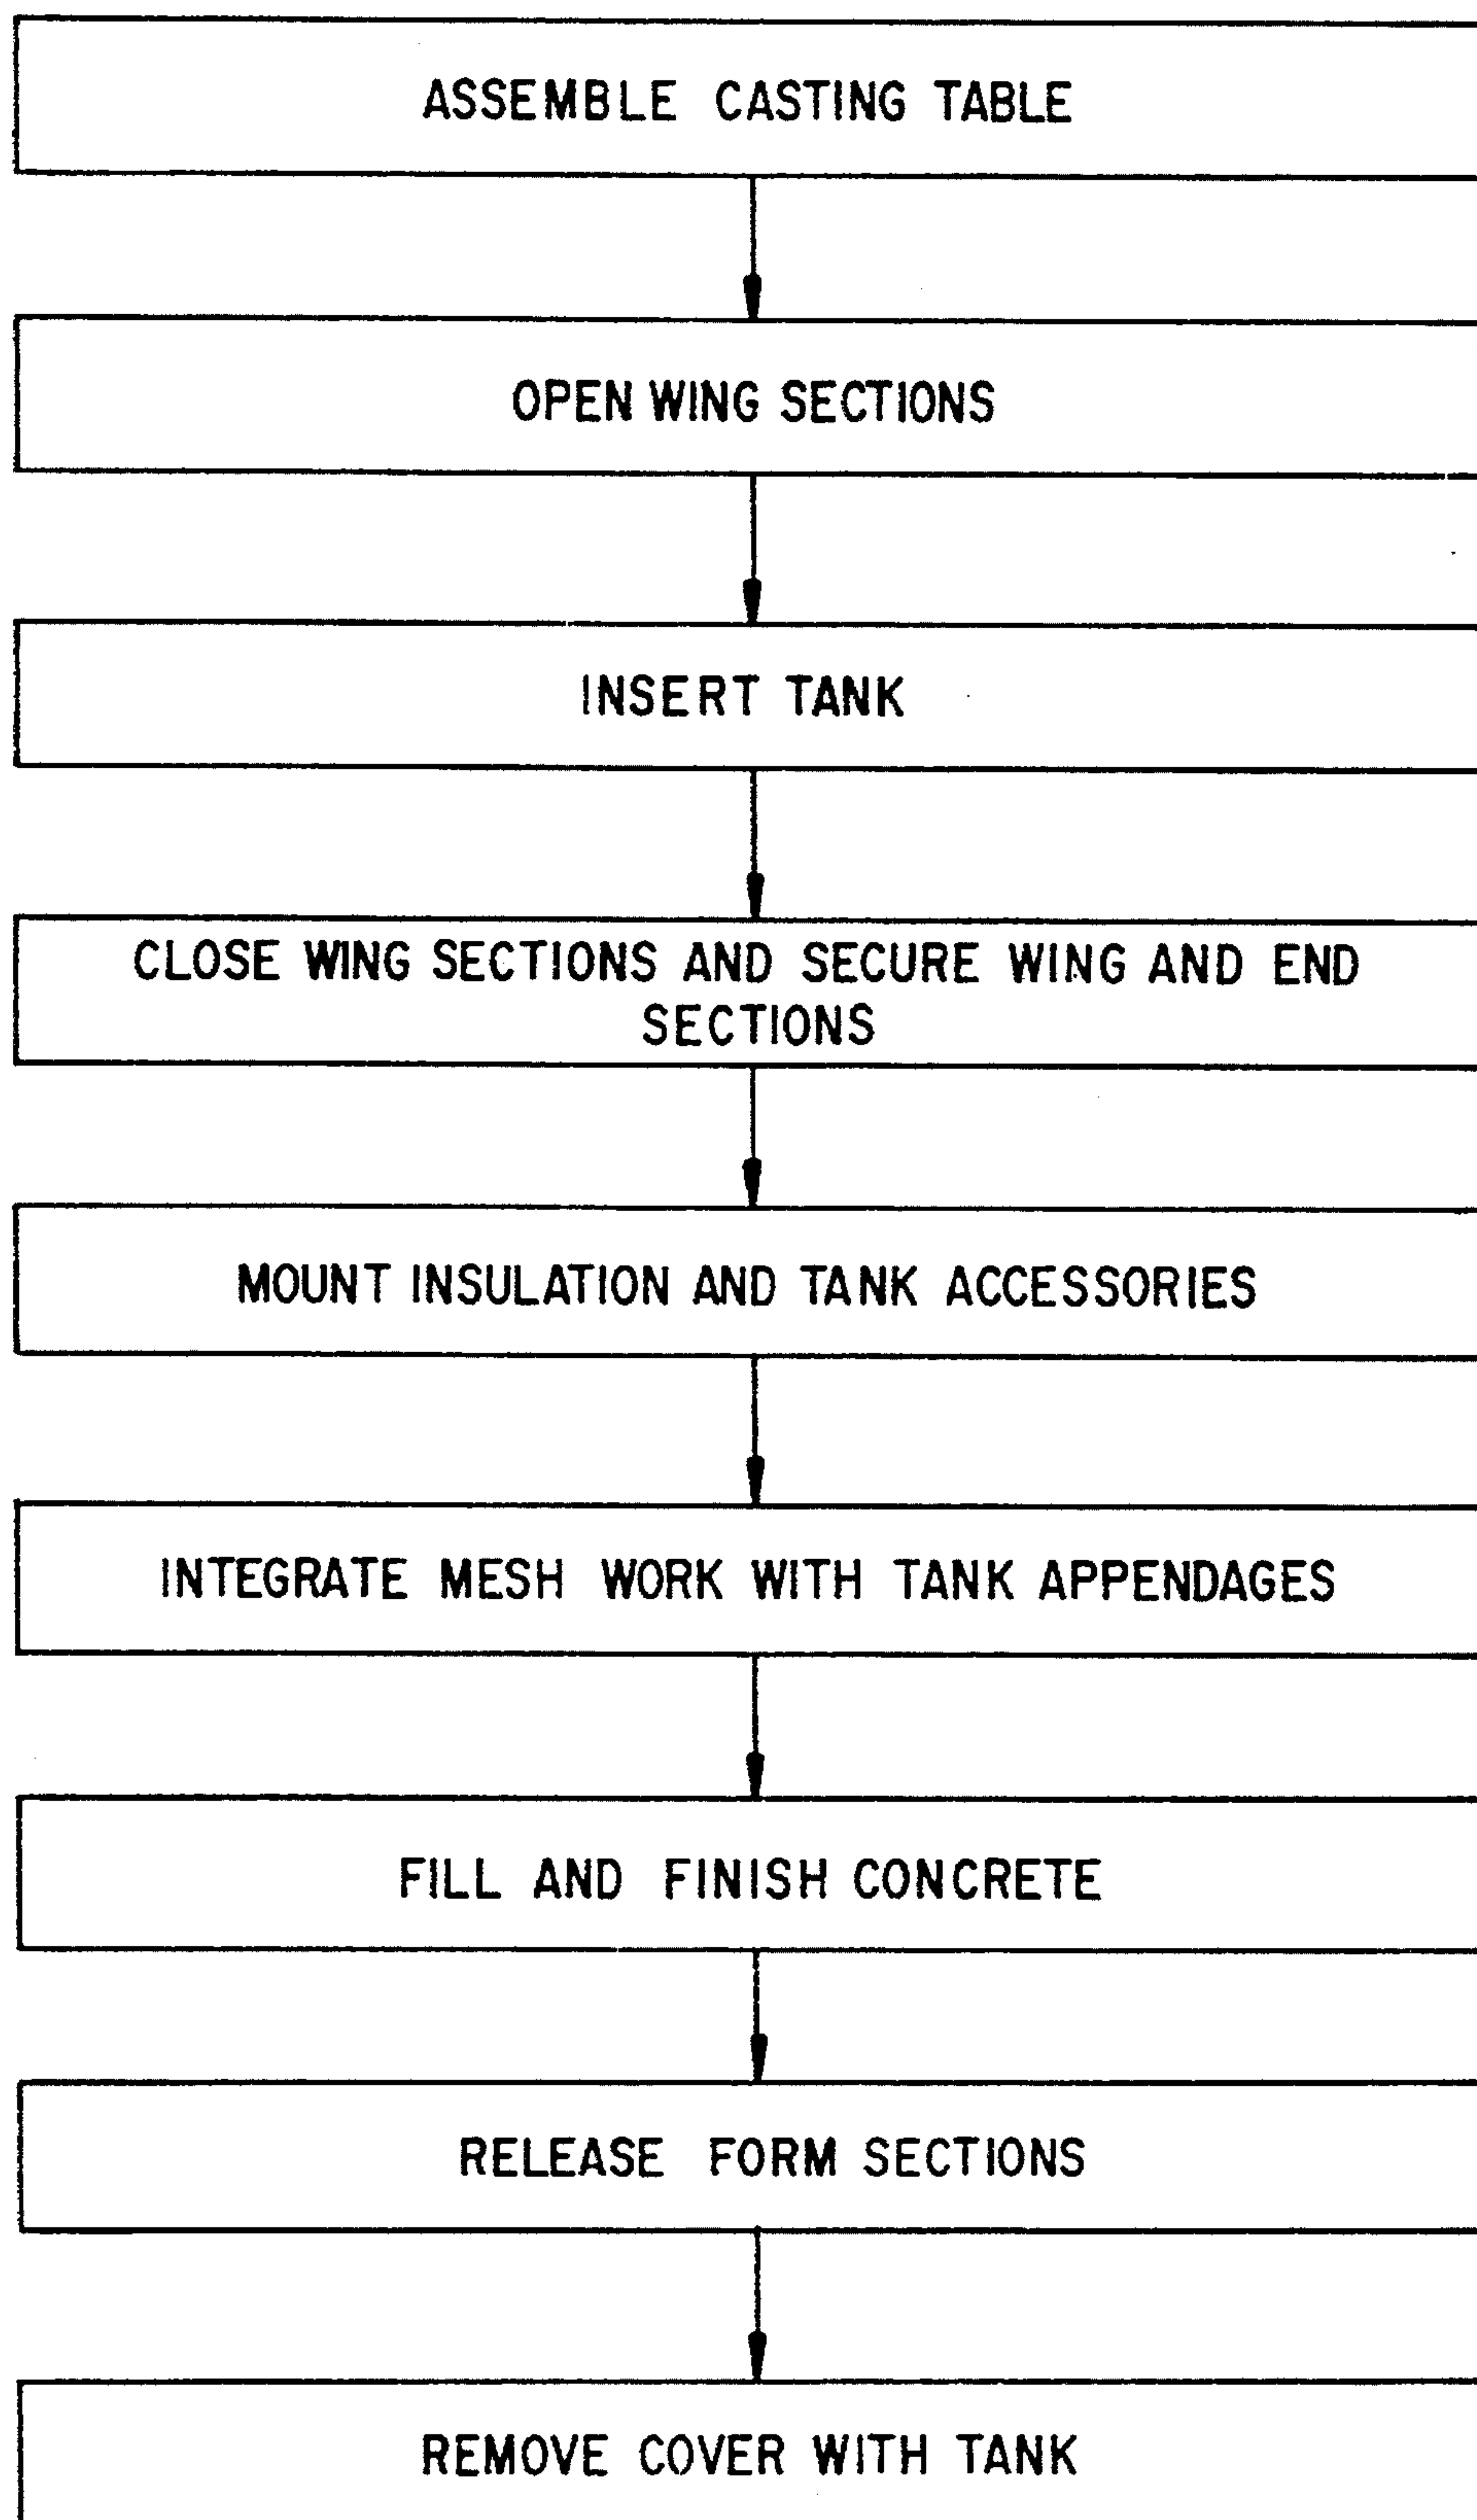 ASSEMBLE CASTING TABLE
OPEN WING SECTIONS
INSERT TANK
CLOSE WING SECTIONS AND SECURE WING AND END
SECTIONS
MOUNT INSULATION AND TANK ACCESSORIES
INTEGRATE MESH WORK WITH TANK APPENDAGES
FILL AND FINISH CONCRETE
RELEASE FORM SECTIONS
REMOVE COVER WITH TANK